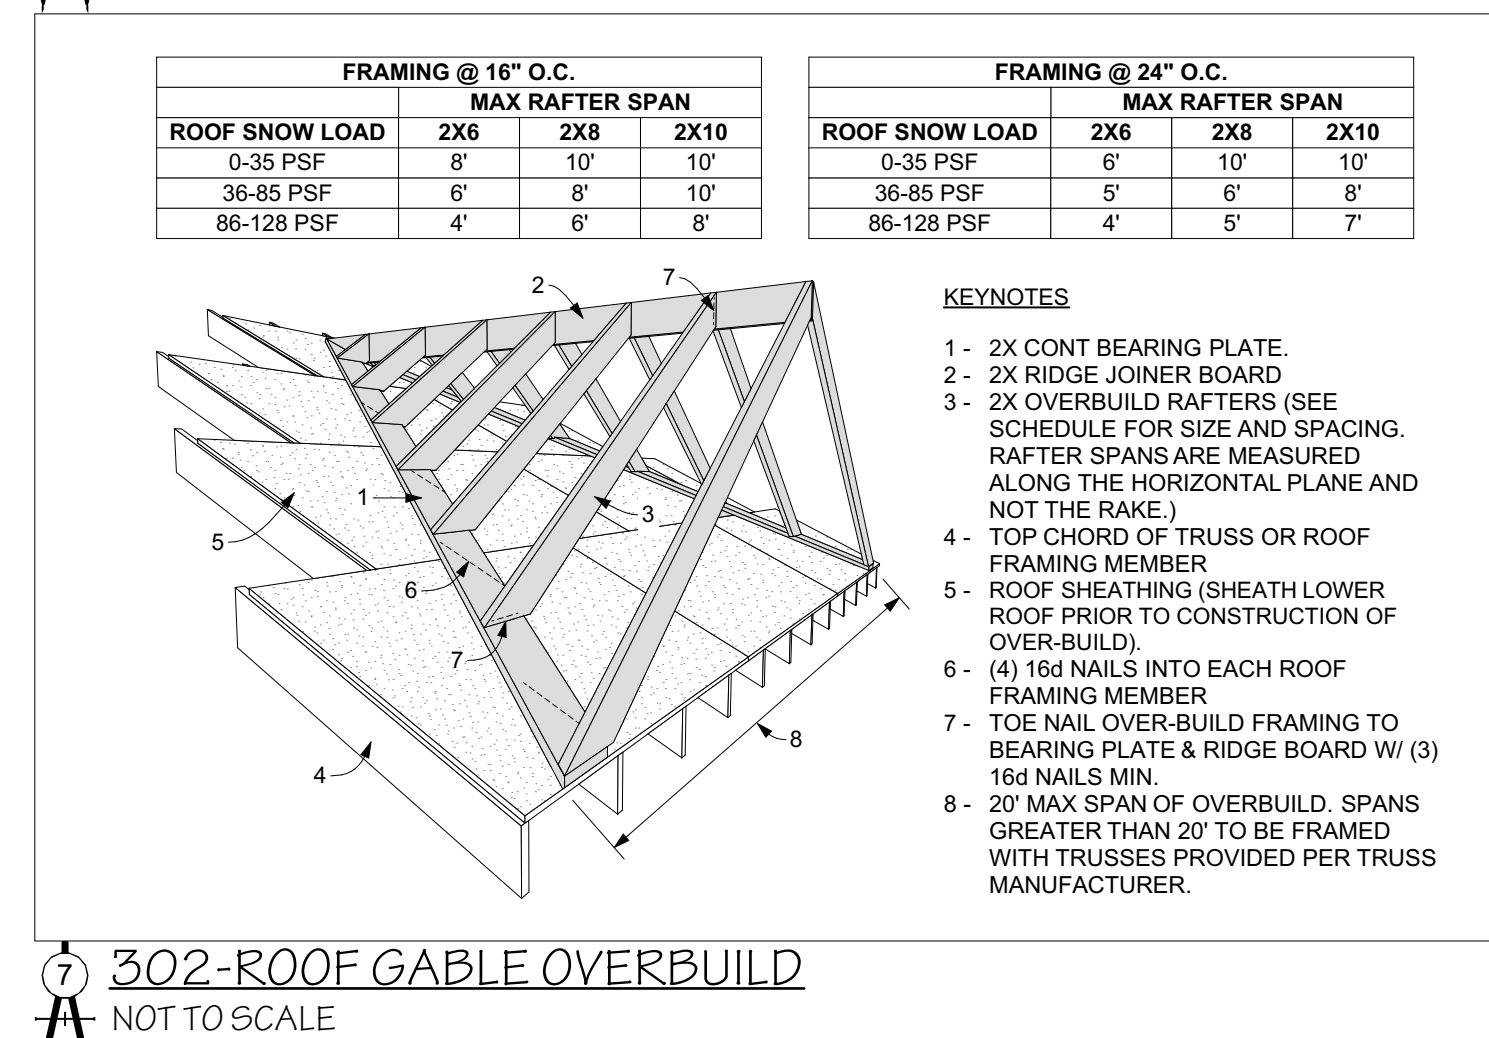 FRAMING @ 16" O.C.
MAX RAFTER SPAN
ROOF SNOW LOAD 2X6 2X8 2X10
0-35 PSF 8' 10' 10'
36-85 PSF 6' 8' 10'
86-128 PSF 4' 6' 8'
FRAMING @ 24" O.C.
MAX RAFTER SPAN
ROOF SNOW LOAD 2X6 2X8 2X10
0-35 PSF 6' 10' 10'
36-85 PSF 5' 6' 8'
86-128 PSF 4' 5' 7'
2
7
1
3
5
6
7
8
4
KEYNOTES
1 - 2X CONT BEARING PLATE.
2 - 2X RIDGE JOINER BOARD
3 - 2X OVERBUILD RAFTERS (SEE
SCHEDULE FOR SIZE AND SPACING.
RAFTER SPANS ARE MEASURED
ALONG THE HORIZONTAL PLANE AND
NOT THE RAKE.)
4 - TOP CHORD OF TRUSS OR ROOF
FRAMING MEMBER
5 - ROOF SHEATHING (SHEATH LOWER
ROOF PRIOR TO CONSTRUCTION OF
OVER-BUILD).
6 - (4) 16d NAILS INTO EACH ROOF
FRAMING MEMBER
7 - TOE NAIL OVER-BUILD FRAMING TO
BEARING PLATE & RIDGE BOARD W/ (3)
16d NAILS MIN.
8 - 20' MAX SPAN OF OVERBUILD. SPANS
GREATER THAN 20' TO BE FRAMED
WITH TRUSSES PROVIDED PER TRUSS
MANUFACTURER.
7 302-ROOF GABLE OVERBUILD
NOT TO SCALE